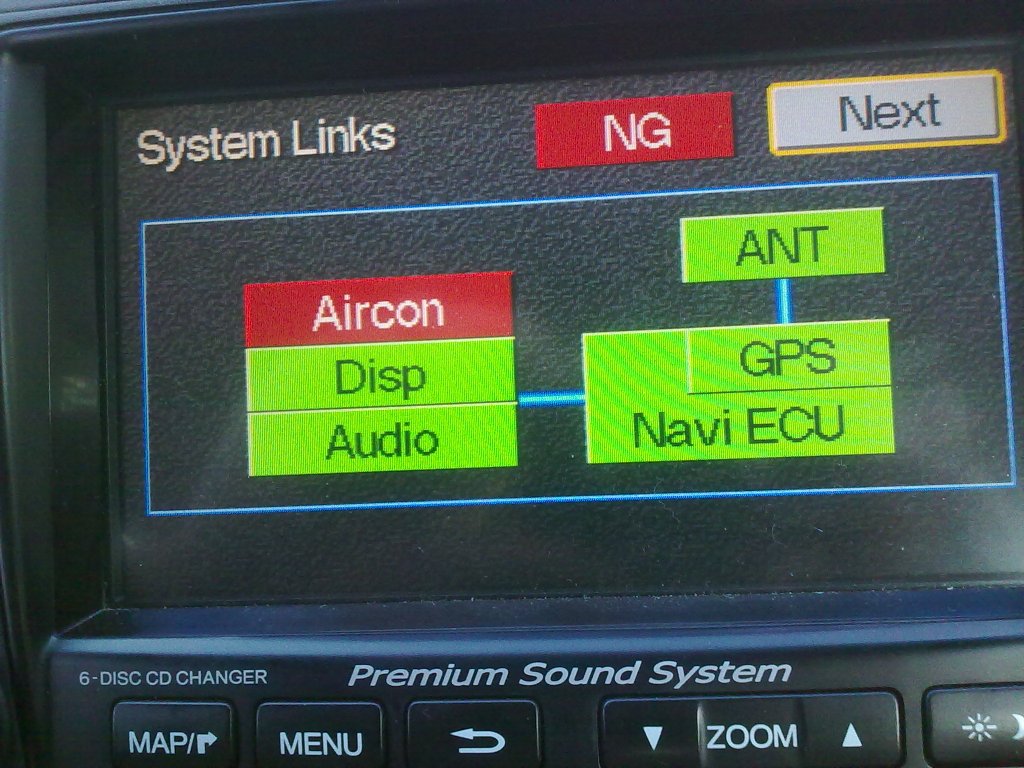 System Links
NG
Next
ANT
Aircon
Disp
Audio
GPS
Navi ECU
6-DISC CD CHANGER
Premium Sound System
MAP/
MENU
ZOOM